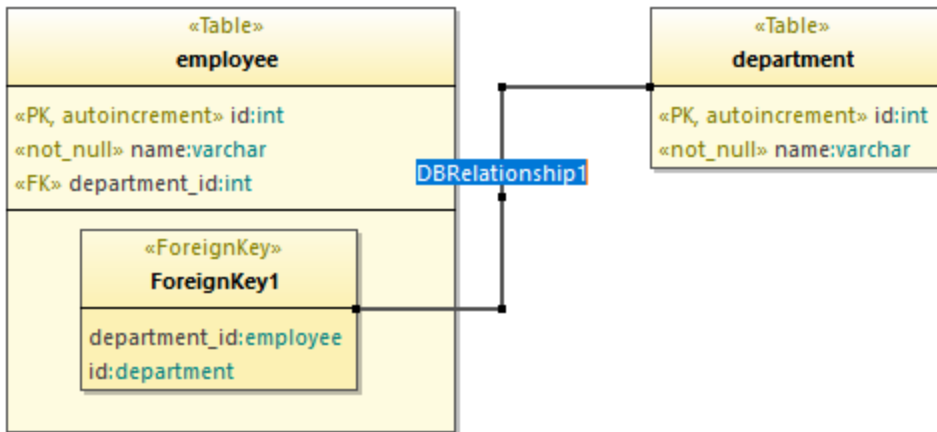 «Table»
employee
«PK, autoincrement» id:int
«not_null» name:varchar
«FK» department_id:int
«ForeignKey»
ForeignKey1
department_id:employee
id:department
DBRelationship1
«Table»
department
«PK, autoincrement» id:int
«not_null» name:varchar